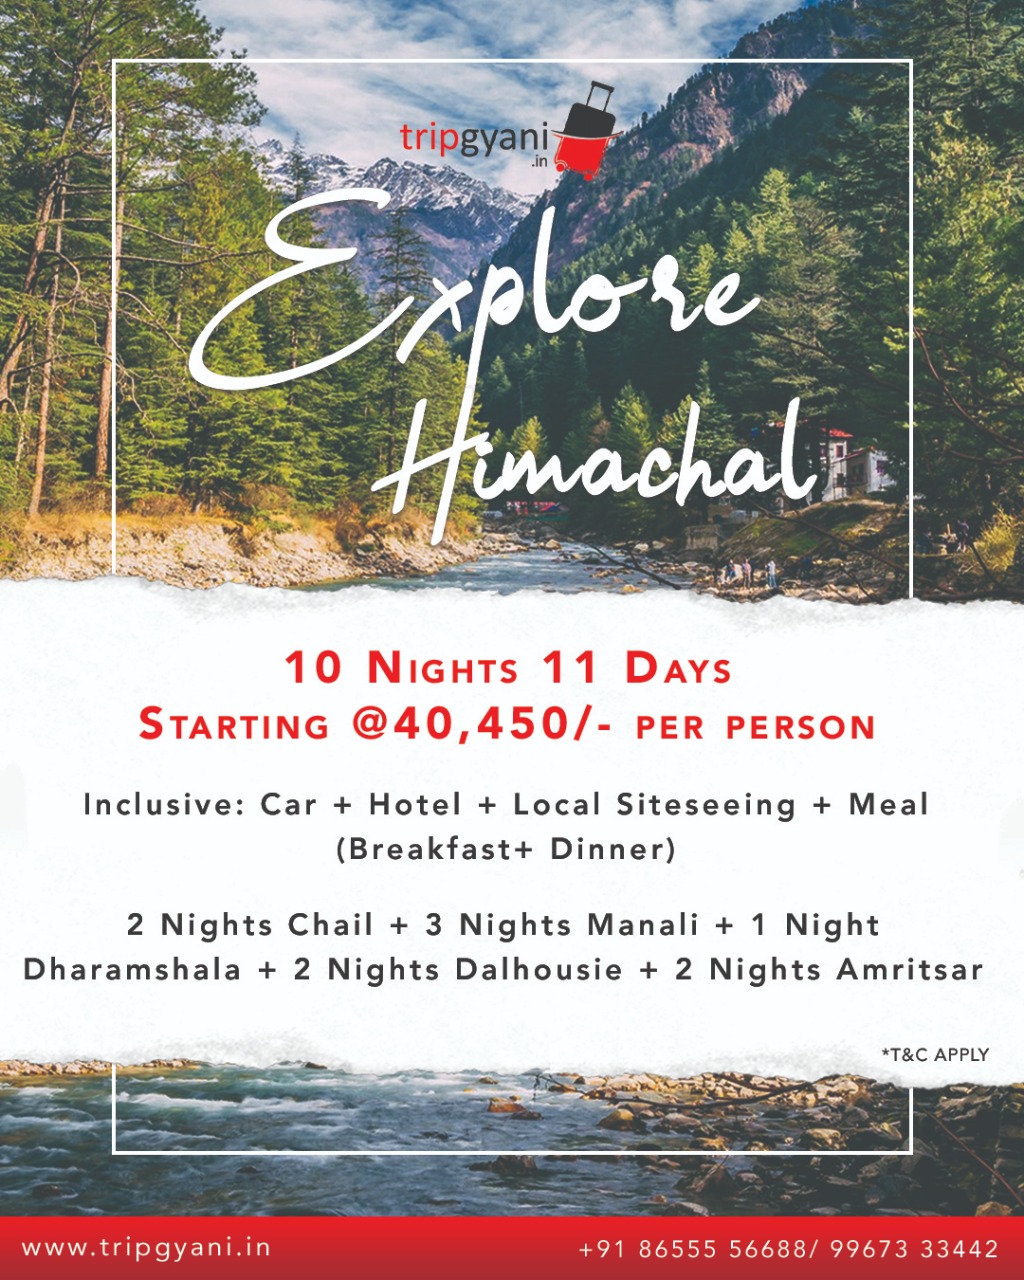 tripgyani
.in
Explore
Himachal
10 Nights 11 Days
Starting @40,450/- per person
Inclusive: Car + Hotel + Local Siteseeing + Meal
(Breakfast+ Dinner)
2 Nights Chail + 3 Nights Manali + 1 Night
Dharamshala + 2 Nights Dalhousie + 2 Nights Amritsar
*T&C APPLY
www.tripgyani.in
+91 86555 56688/ 99673 33442